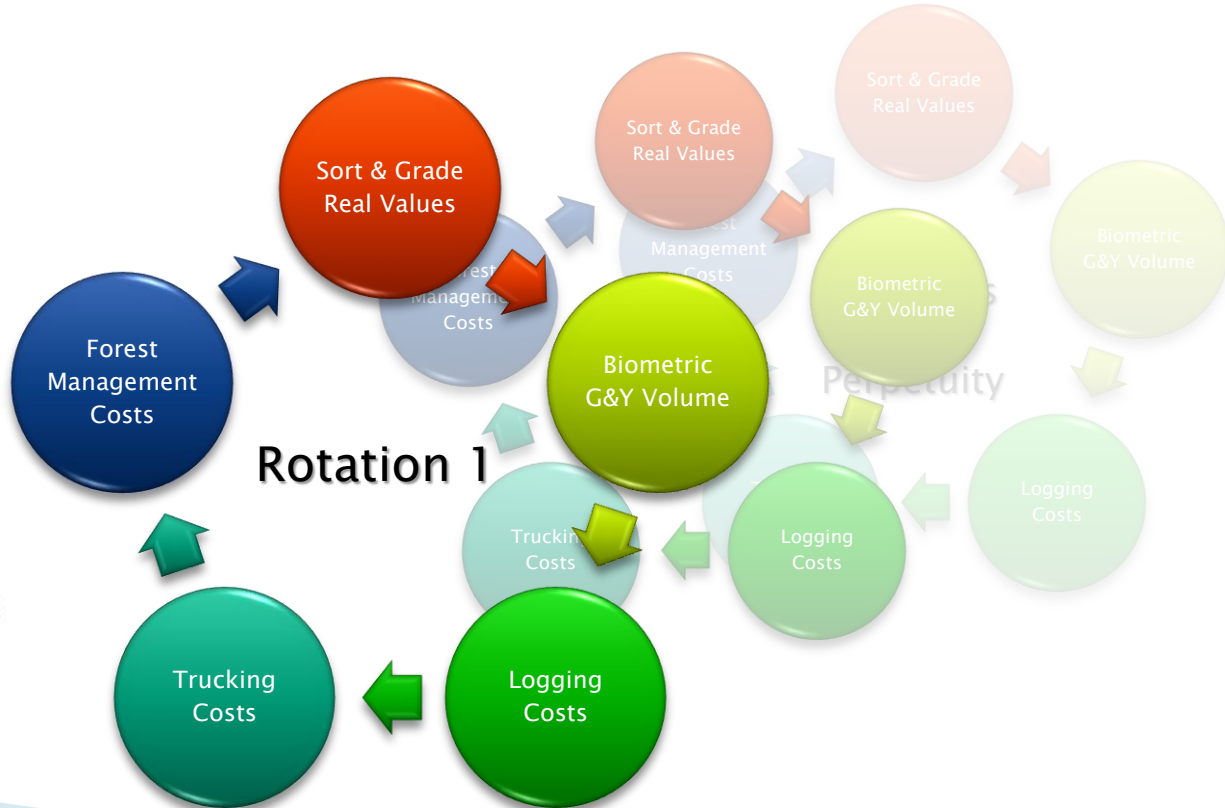 Sort & Grade
Real Values
Biometric
G&Y Volume
Logging
Costs
Trucking
Costs
Forest
Management
Costs
Rotation 1
Sort & Grade
Real Values
Biometric
G&Y Volume
Logging
Costs
Trucking
Costs
Management
Costs
Sort & Grade
Real Values
Biometric
G&Y Volume
Logging
Costs
Management
Costs
Perpetuity